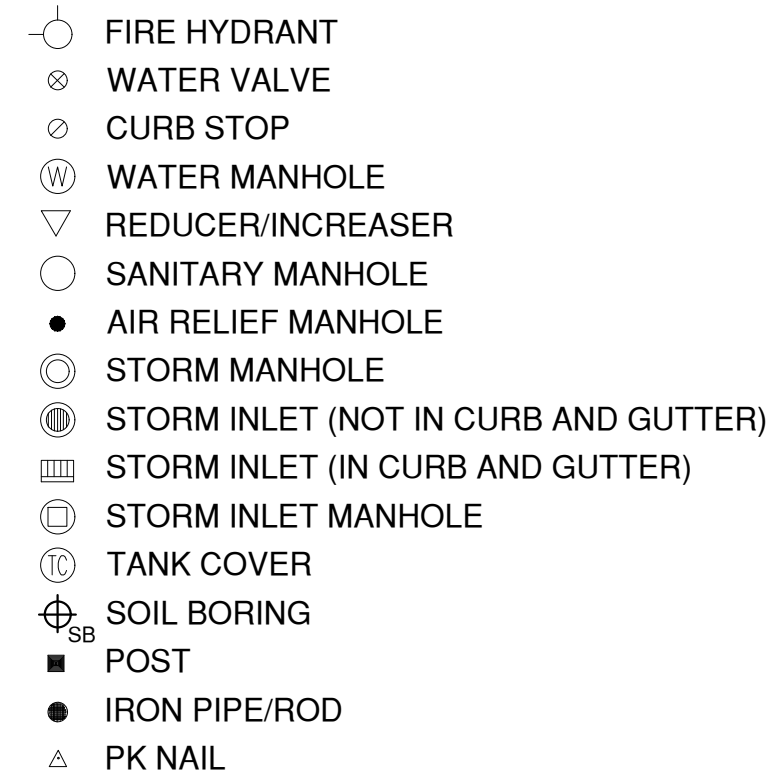 FIRE HYDRANT
WATER VALVE
CURB STOP
W WATER MANHOLE
REDUCER/INCREASER
SANITARY MANHOLE
AIR RELIEF MANHOLE
STORM MANHOLE
STORM INLET (NOT IN CURB AND GUTTER)
STORM INLET (IN CURB AND GUTTER)
STORM INLET MANHOLE
TC TANK COVER
SB SOIL BORING
POST
IRON PIPE/ROD
PK NAIL